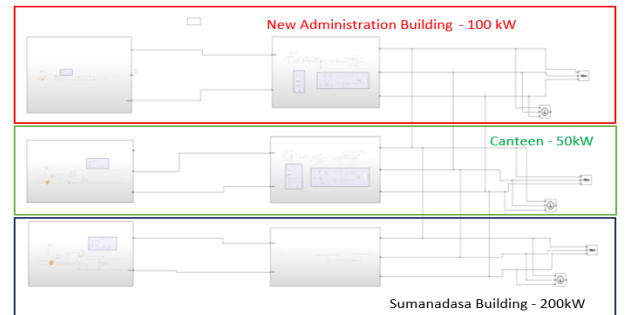 New Administration Building - 100 kW
Canteen - 50kW
Sumanadasa Building - 200kW